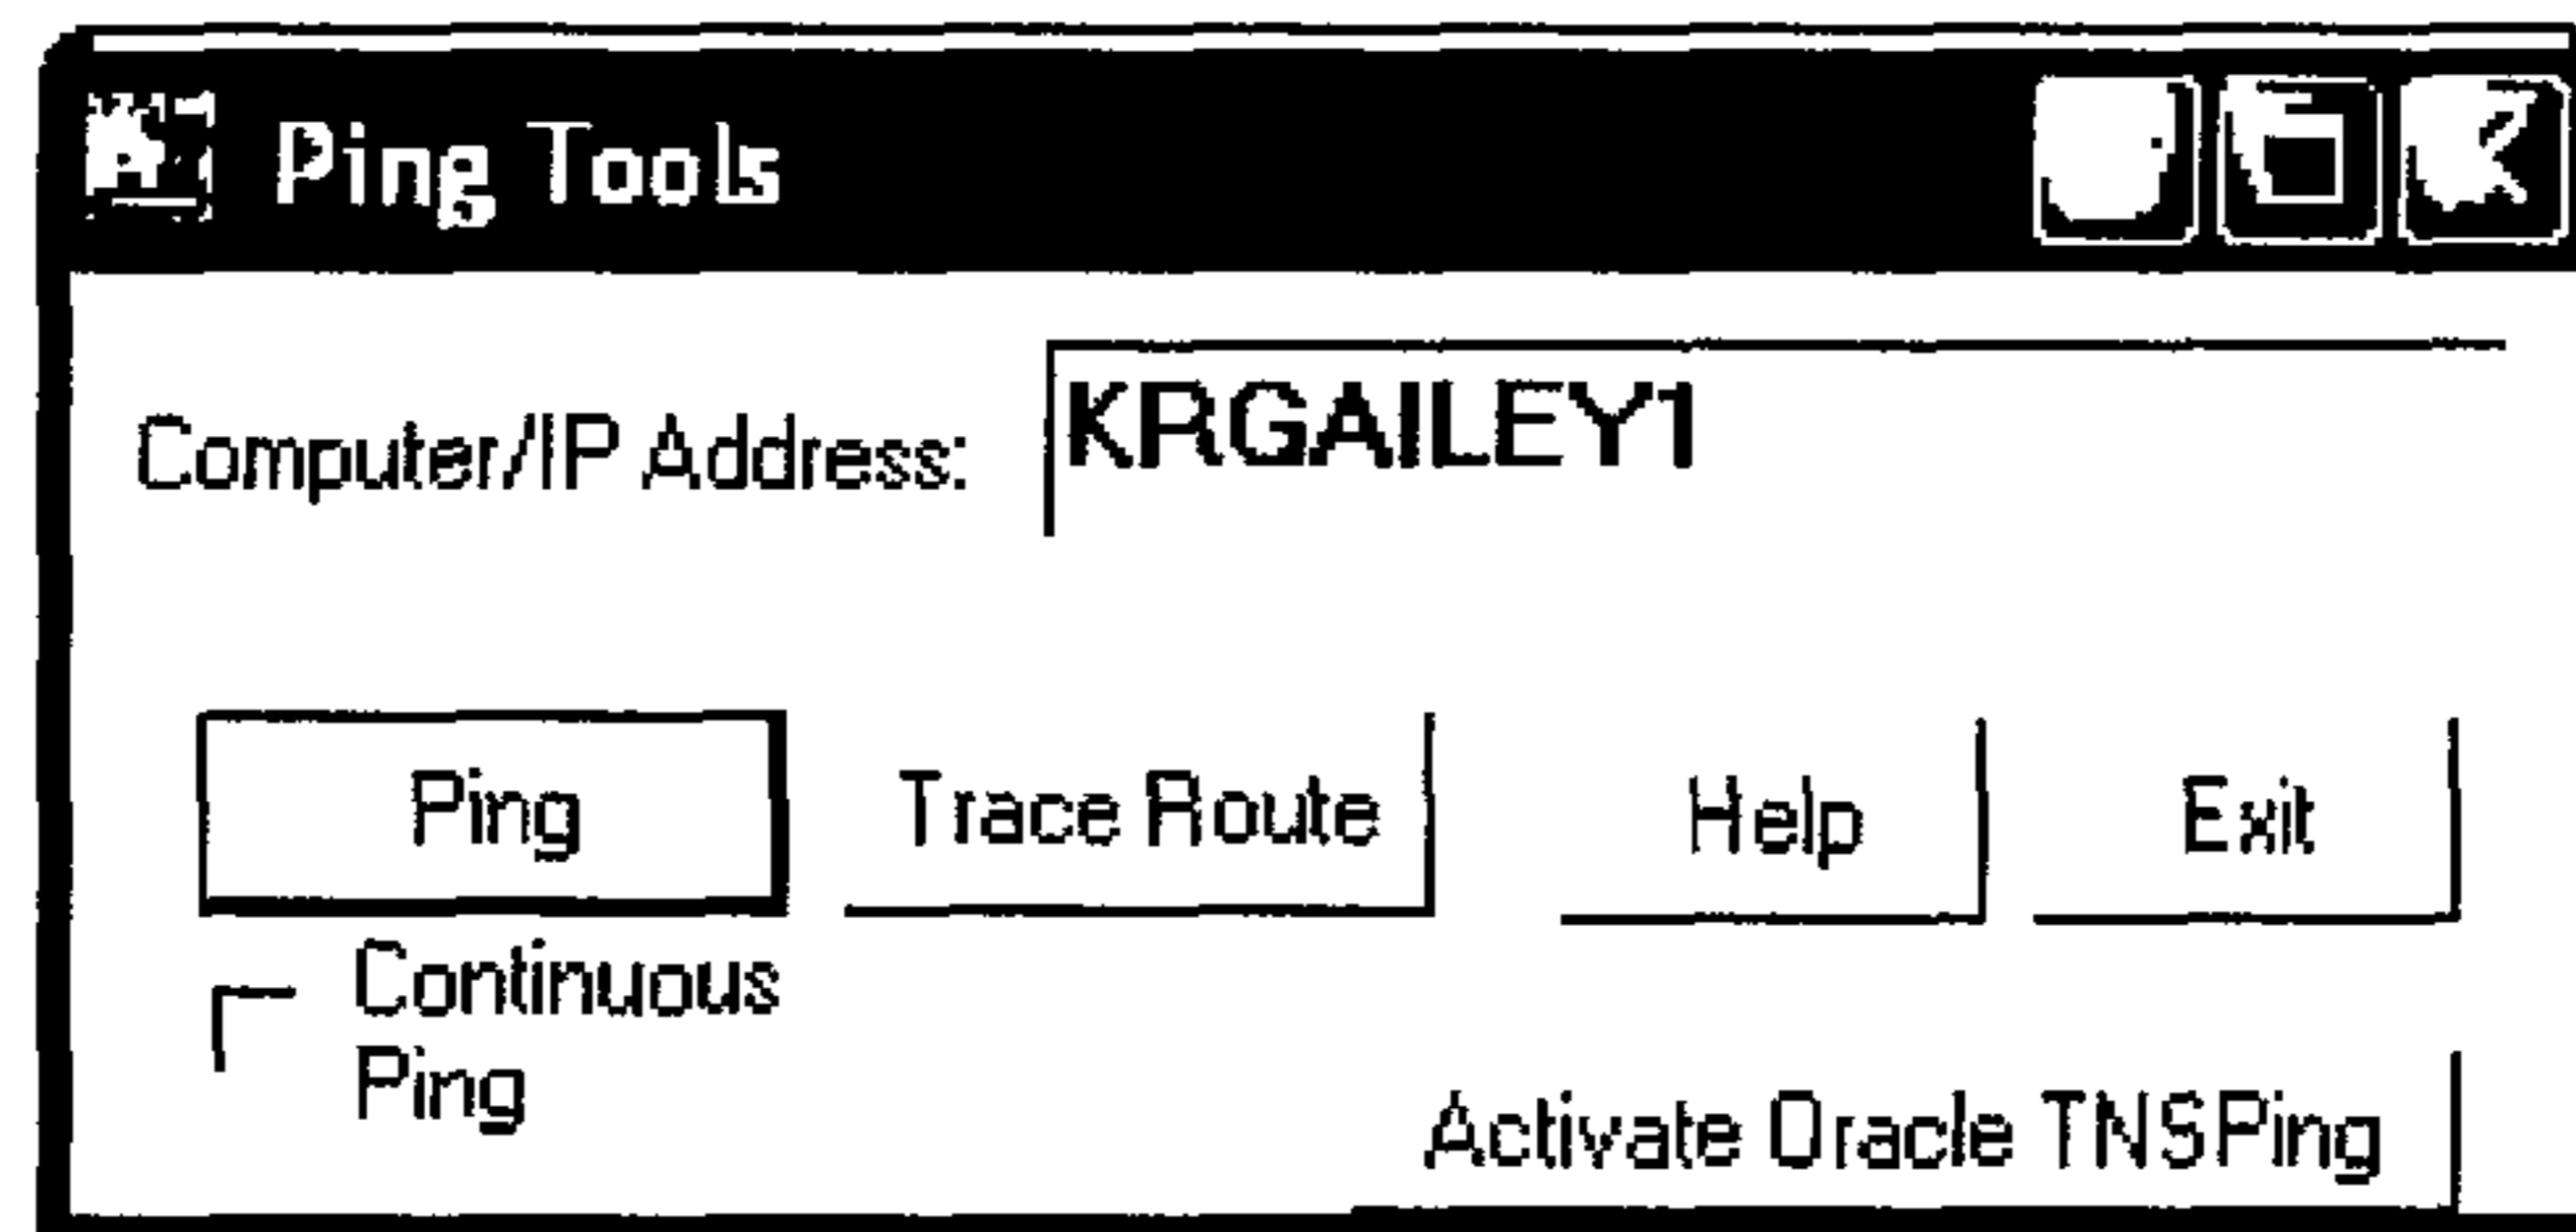 Ping Tools
Computer/IP Address: KRGAILEY1
Ping Trace Route Help Exit
Continuous
Ping
Activate Oracle TNSPing